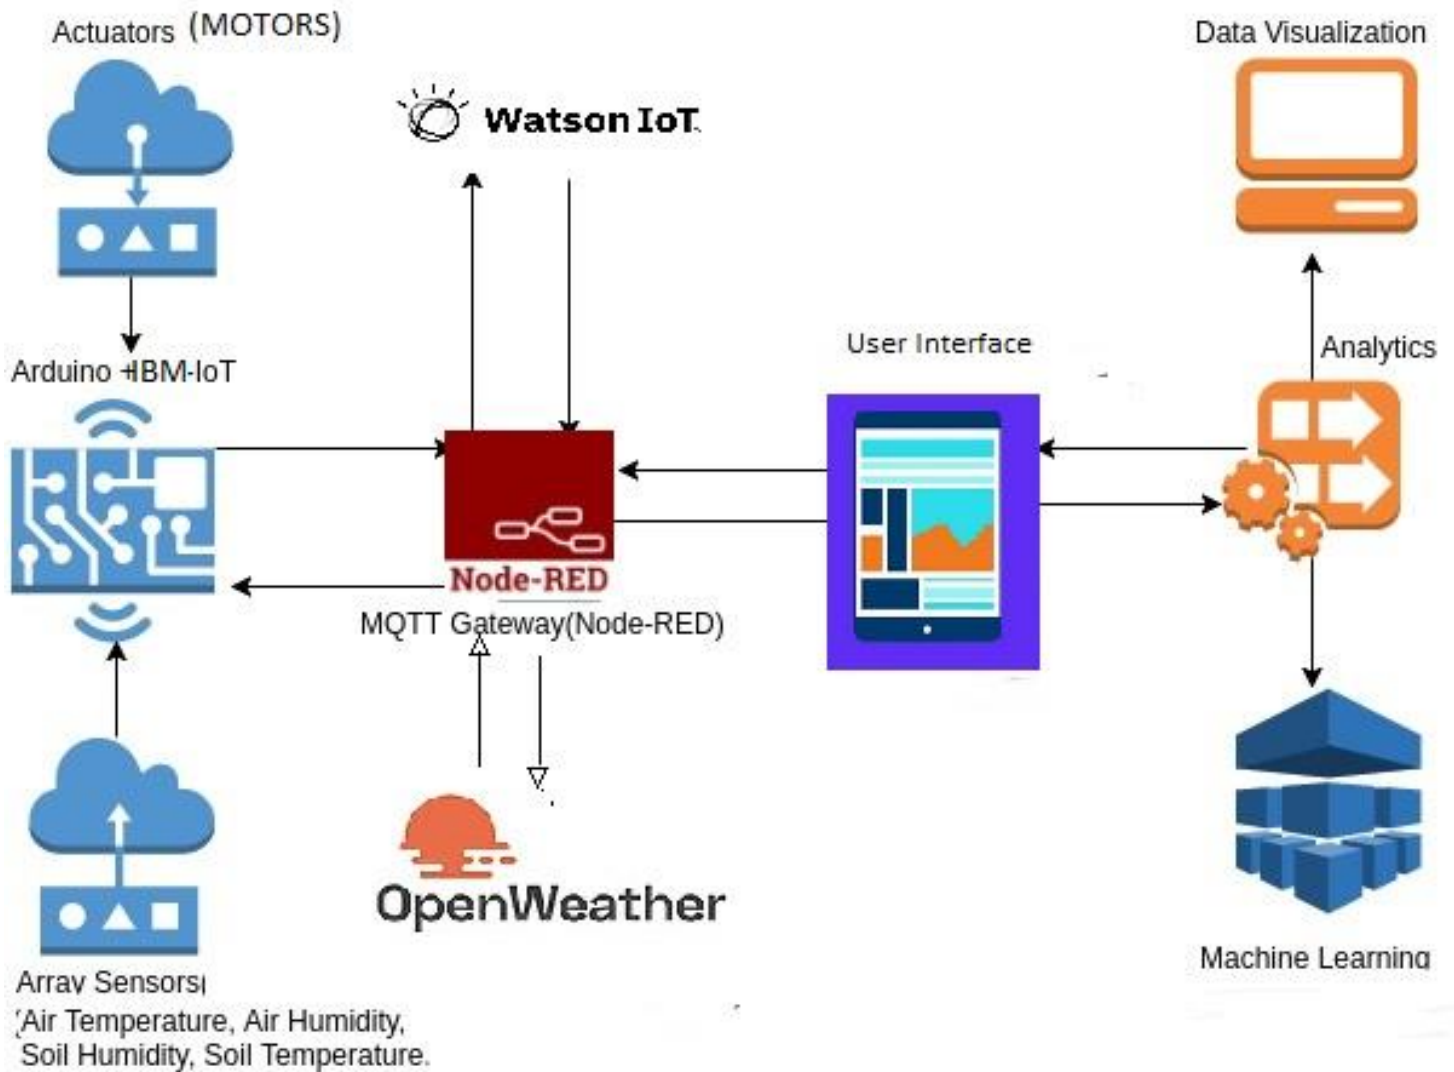 Actuators (MOTORS)
Data Visualization
Watson IoT
User Interface
Analytics
Arduino +IBM-IoT
Node-RED
MQTT Gateway(Node-RED)
OpenWeather
Machine Learning
Array Sensors(
(Air Temperature, Air Humidity,
Soil Humidity, Soil Temperature.